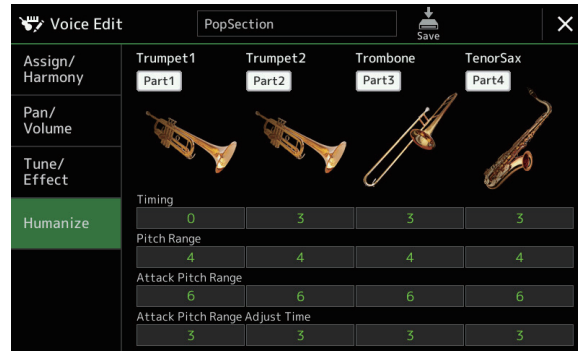 Voice Edit
PopSection
Save
Assign/
Harmony
Pan/
Volume
Tune/
Effect
Humanize
Trumpet1 Trumpet2 Trombone TenorSax
Part1 Part2 Part3 Part4
Timing
0 3 3 3
Pitch Range
4 4 4 4
Attack Pitch Range
6 6 6 6
Attack Pitch Range Adjust Time
3 3 3 3